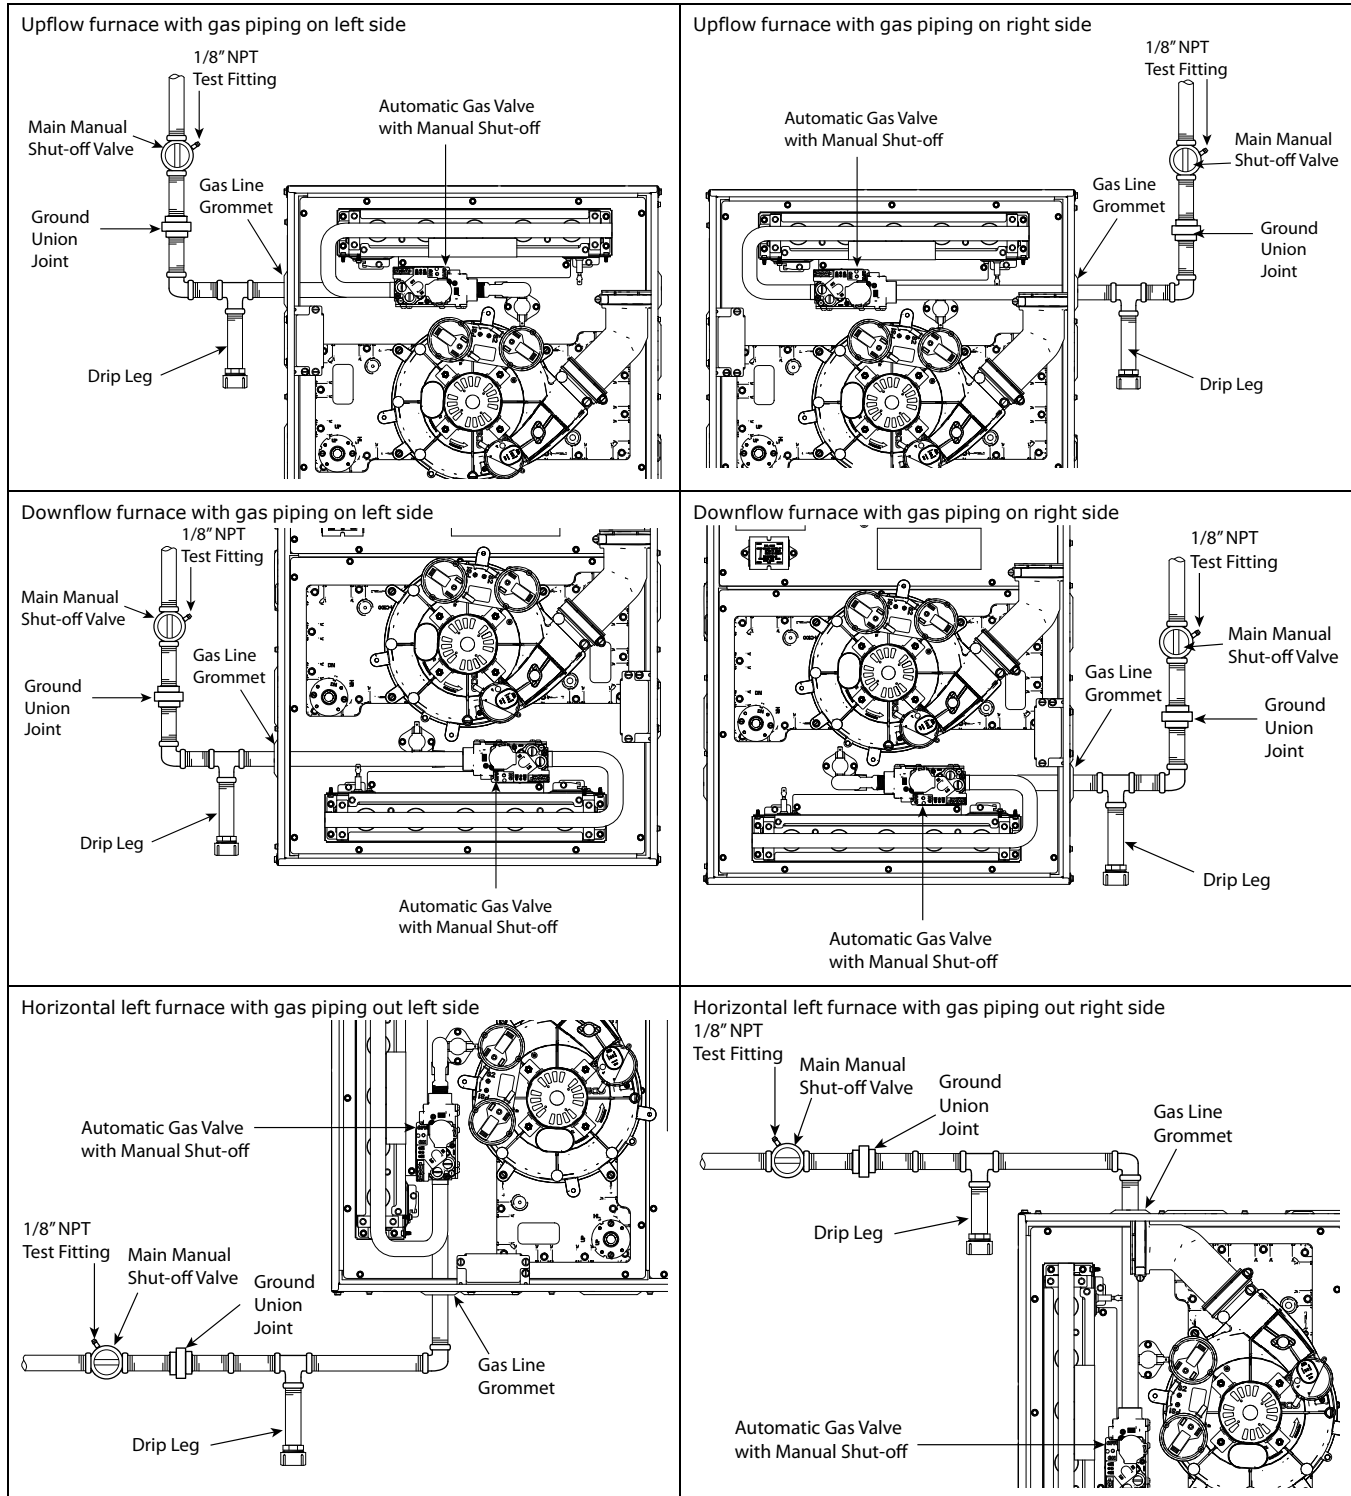 Upflow furnace with gas piping on left side
1/8” NPT
Test Fitting
Automatic Gas Valve
with Manual Shut-off
Main Manual
Shut-off Valve
Gas Line
Grommet
Ground
Union
Joint
Drip Leg
Upflow furnace with gas piping on right side
1/8” NPT
Test Fitting
Automatic Gas Valve
with Manual Shut-off
Main Manual
Shut-off Valve
Gas Line
Grommet
Ground
Union
Joint
Drip Leg
Downflow furnace with gas piping on left side
1/8” NPT
Test Fitting
Main Manual
Shut-off Valve
Gas Line
Grommet
Ground
Union
Joint
Drip Leg
Automatic Gas Valve
with Manual Shut-off
Downflow furnace with gas piping on right side
1/8” NPT
Test Fitting
Main Manual
Shut-off Valve
Gas Line
Grommet
Ground
Union
Joint
Drip Leg
Automatic Gas Valve
with Manual Shut-off
Horizontal left furnace with gas piping out left side
Automatic Gas Valve
with Manual Shut-off
1/8” NPT
Test Fitting
Main Manual
Shut-off Valve
Ground
Union
Joint
Gas Line
Grommet
Drip Leg
Horizontal left furnace with gas piping out right side
1/8” NPT
Test Fitting
Main Manual
Shut-off Valve
Ground
Union
Joint
Gas Line
Grommet
Drip Leg
Automatic Gas Valve
with Manual Shut-off